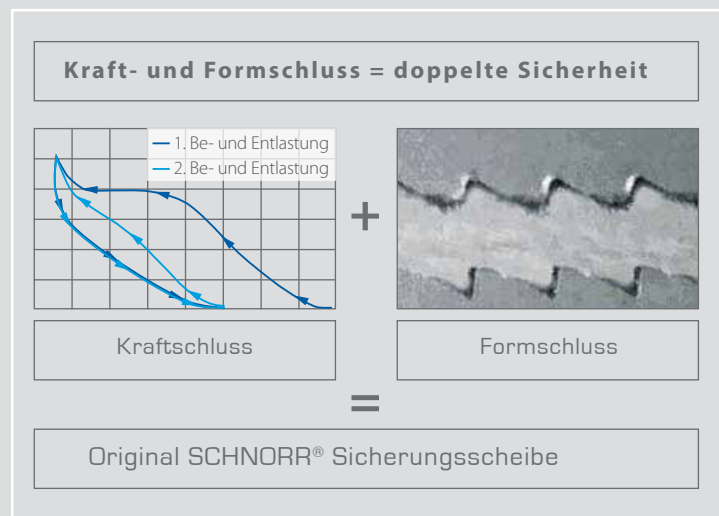 Kraft- und Formschluss = doppelte Sicherheit
1. Be- und Entlastung
2. Be- und Entlastung
+
Kraftschluss
Formschluss
=
Original SCHNORR® Sicherungsscheibe